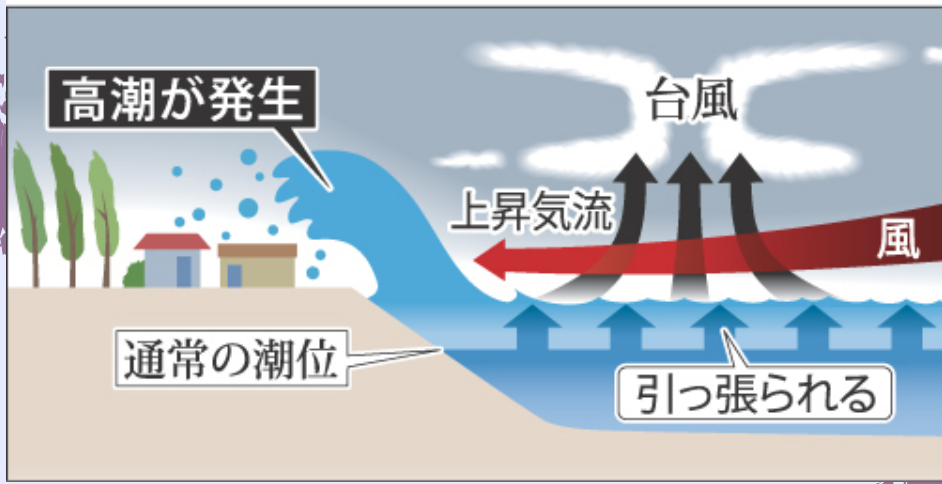 高潮が発生
台風
上昇気流
風
通常の潮位
引っ張られる